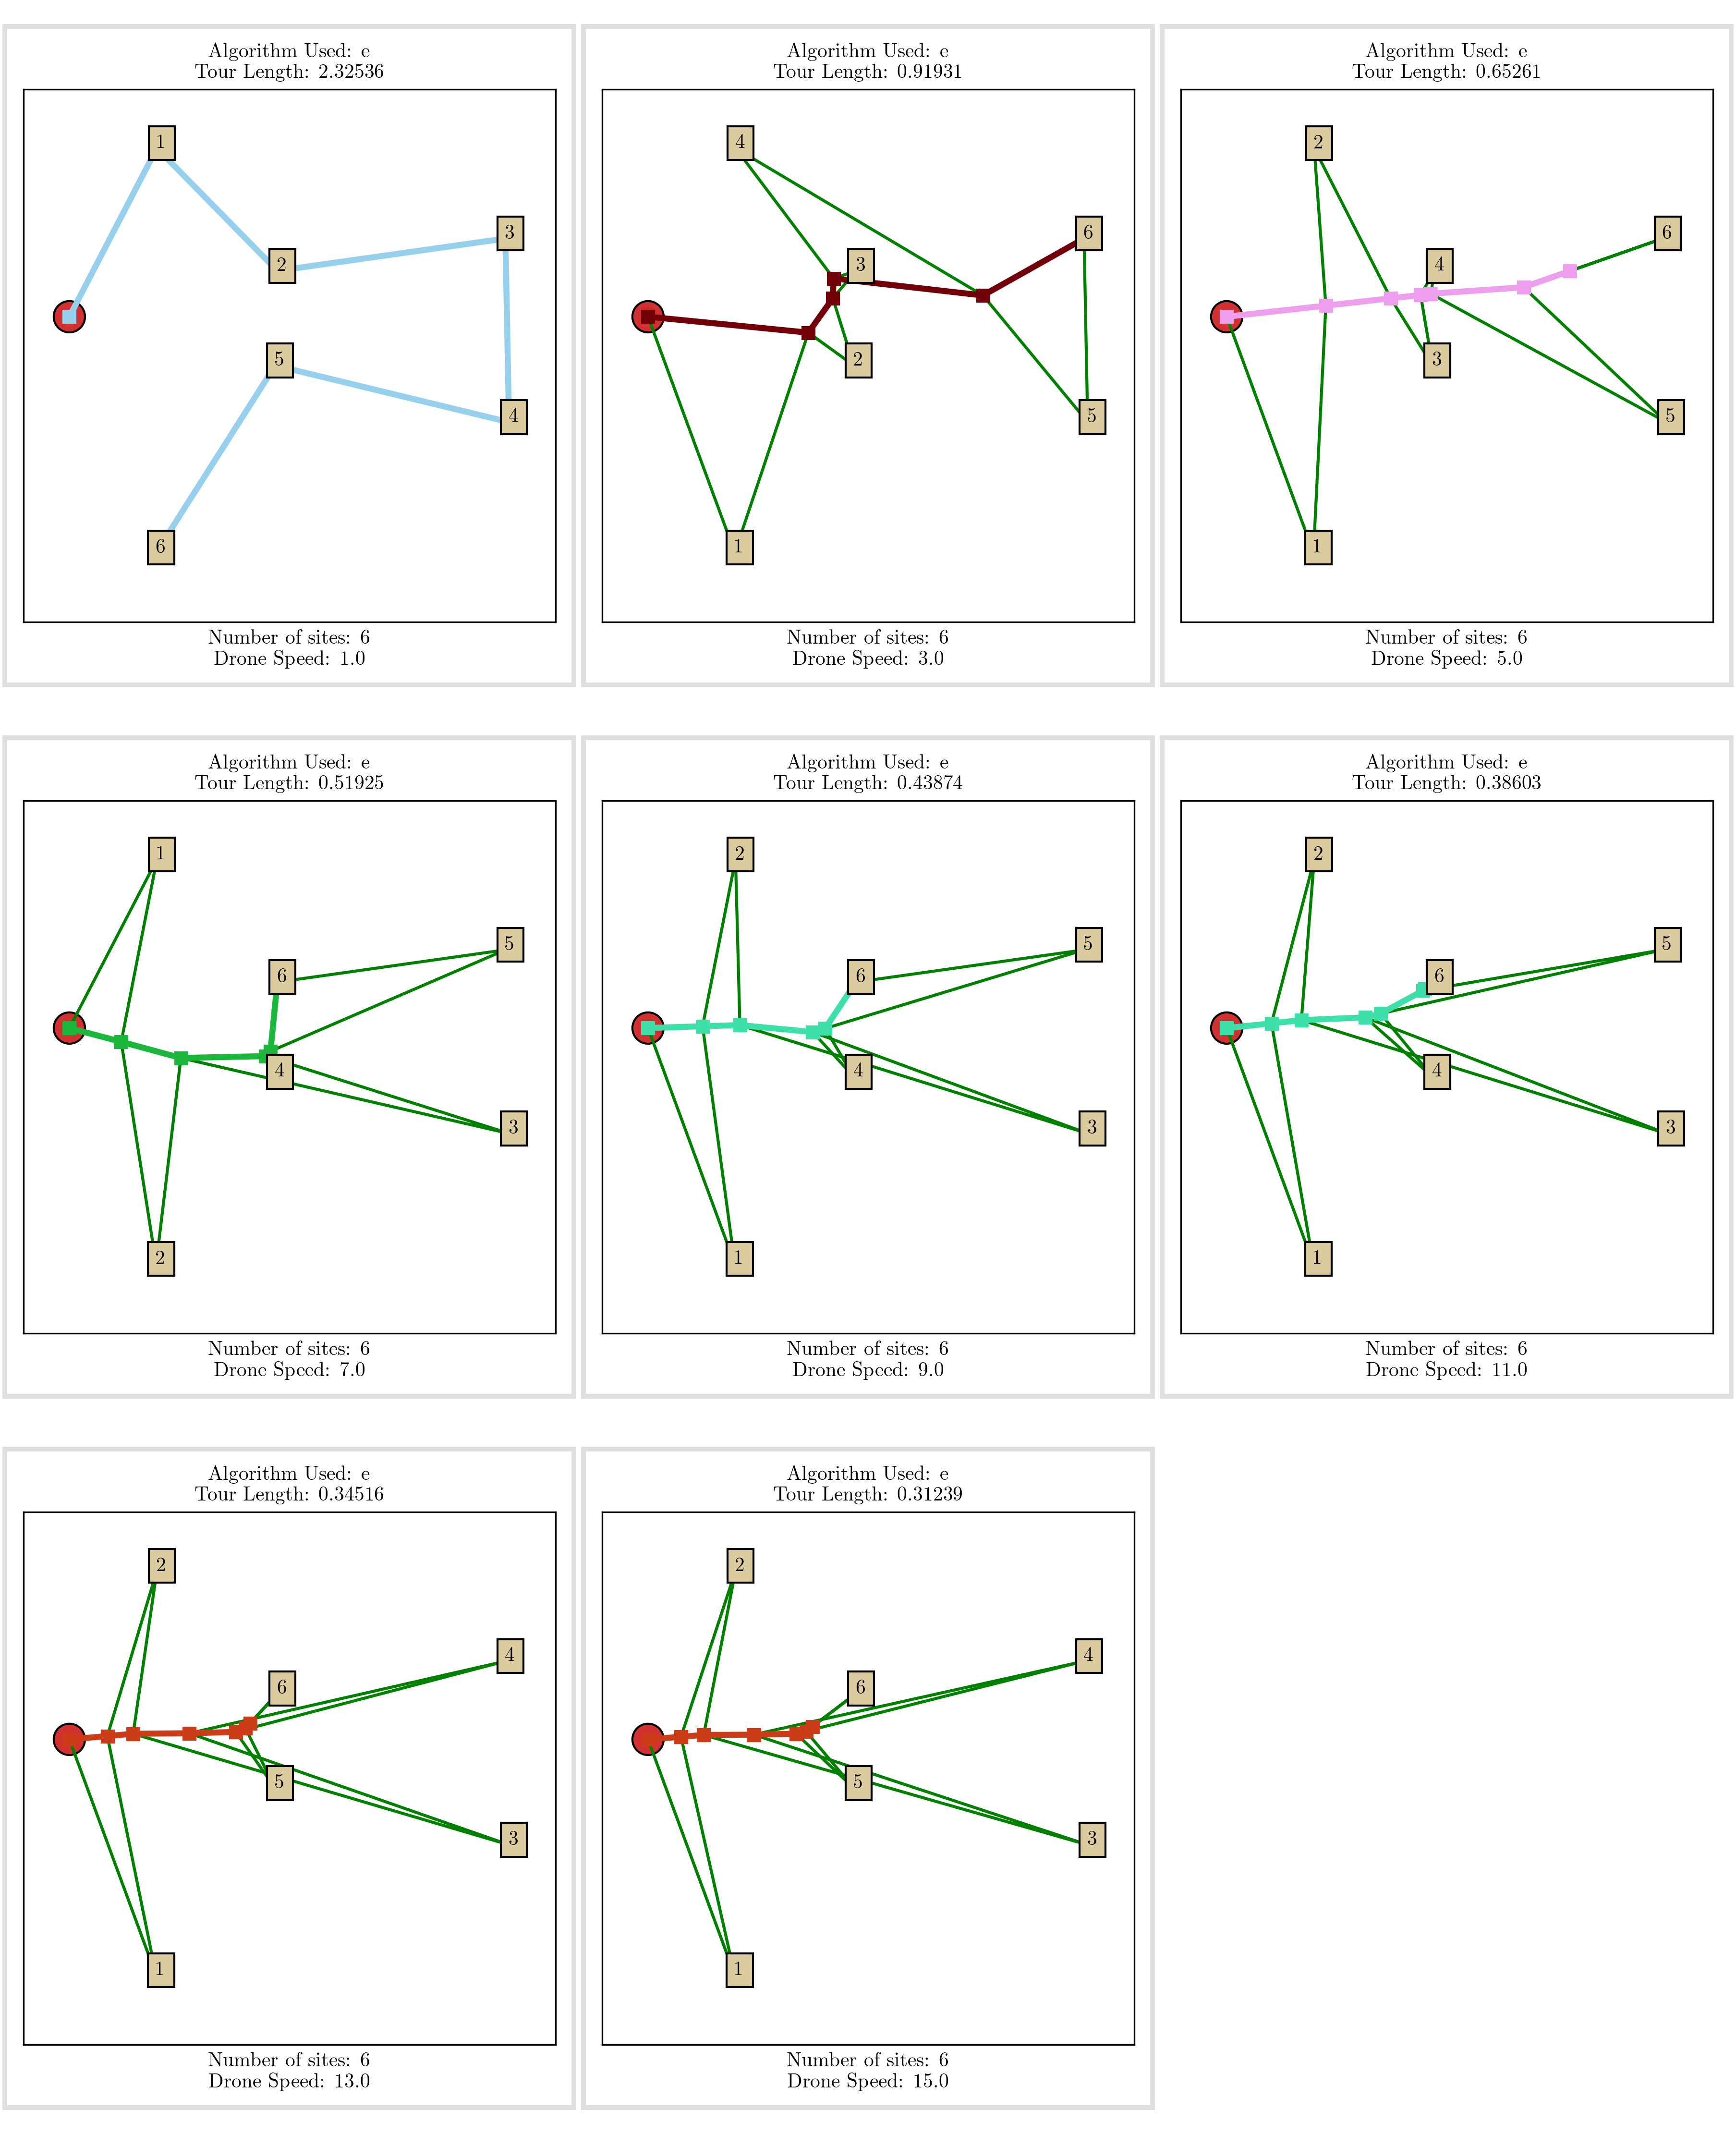 Algorithm Used: e
Tour Length: 2.32536
1
3
2
5
4
6
Number of sites: 6
Drone Speed: 1.0
Algorithm Used: e
Tour Length: 0.91931
4
6
3
2
5
1
Number of sites: 6
Drone Speed: 3.0
Algorithm Used: e
Tour Length: 0.65261
2
6
4
3
5
1
Number of sites: 6
Drone Speed: 5.0
Algorithm Used: e
Tour Length: 0.51925
1
5
6
4
3
2
Number of sites: 6
Drone Speed: 7.0
Algorithm Used: e
Tour Length: 0.43874
2
5
6
4
3
1
Number of sites: 6
Drone Speed: 9.0
Algorithm Used: e
Tour Length: 0.38603
2
5
6
4
3
1
Number of sites: 6
Drone Speed: 11.0
Algorithm Used: e
Tour Length: 0.34516
2
4
6
5
3
1
Number of sites: 6
Drone Speed: 13.0
Algorithm Used: e
Tour Length: 0.31239
2
4
6
5
3
1
Number of sites: 6
Drone Speed: 15.0